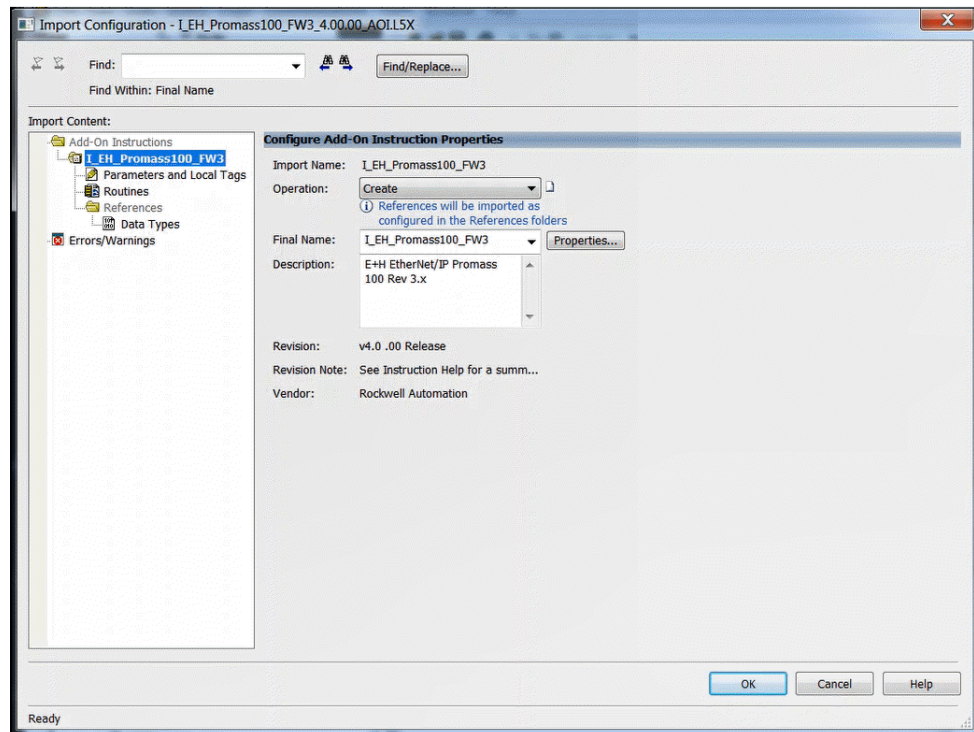 Import Configuration - I_EH_Promass100_FW3_4.00.00_AOI.L5X
Find:
Find/Replace...
Find Within: Final Name
Import Content:
Add-On Instructions
I_EH_Promass100_FW3
Parameters and Local Tags
Routines
References
Data Types
Errors/Warnings
Configure Add-On Instruction Properties
Import Name: I_EH_Promass100_FW3
Operation: Create
References will be imported as
configured in the References folders
Final Name: I_EH_Promass100_FW3 Properties...
Description: E+H EtherNet/IP Promass
100 Rev 3.x
Revision: v4.0 .00 Release
Revision Note: See Instruction Help for a summ...
Vendor: Rockwell Automation
OK Cancel Help
Ready